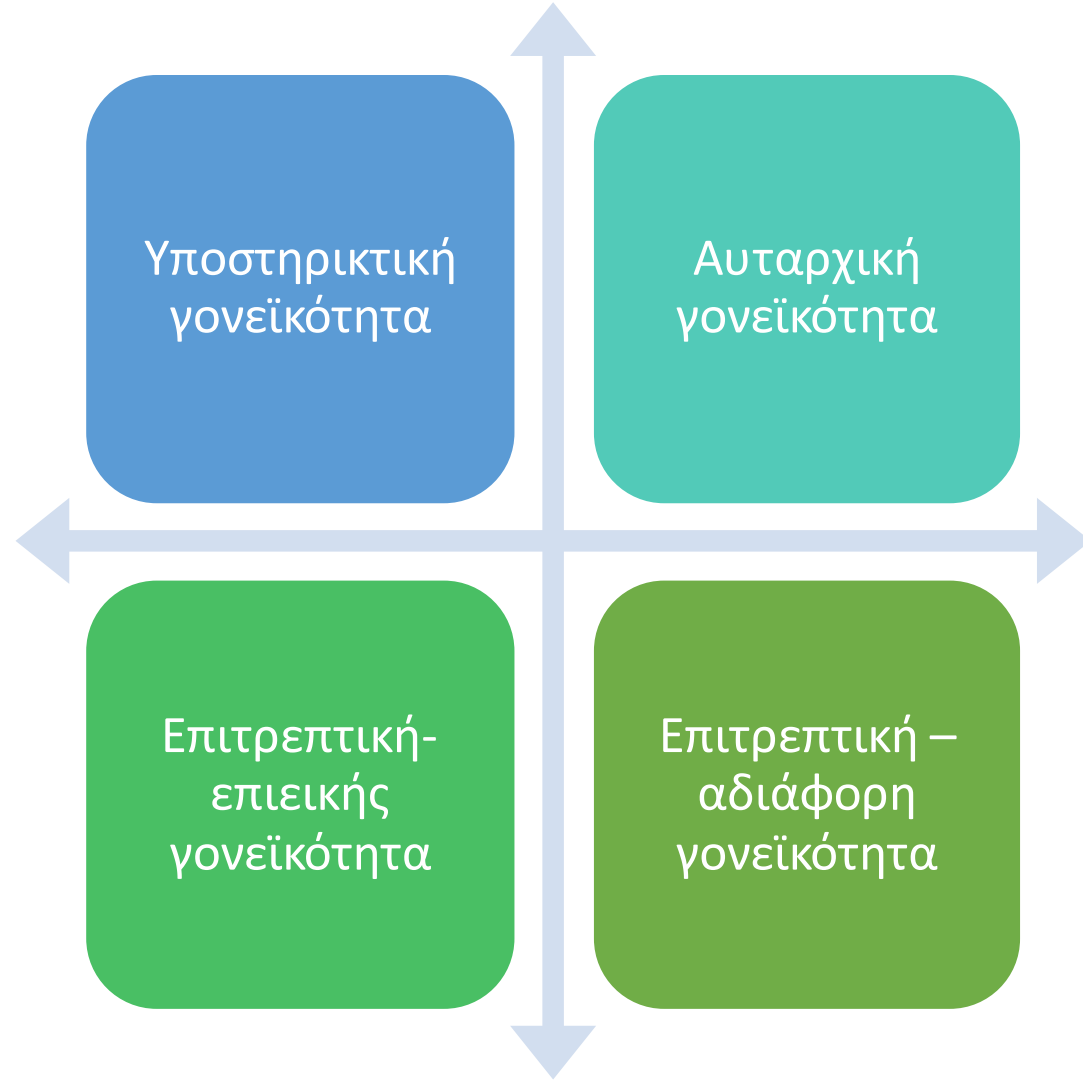 Υποστηρικτική
γονεϊκότητα
Αυταρχική
γονεϊκότητα
Επιτρεπτική-
επιεικής
γονεϊκότητα
Επιτρεπτική –
αδιάφορη
γονεϊκότητα